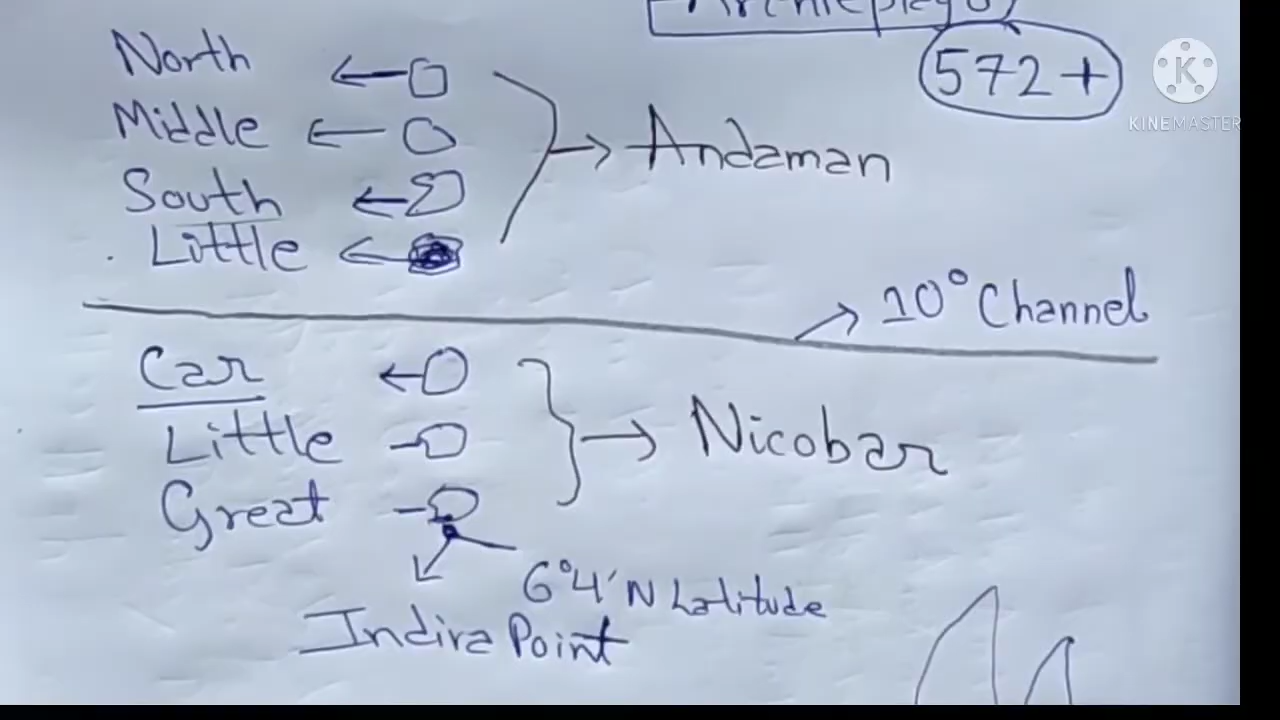 572+
North
Middle
South
Little
Andaman
10° Channel
Car
Little
Great
Nicobar
6°4'N Latitude
Indira Point
KINEMASTER